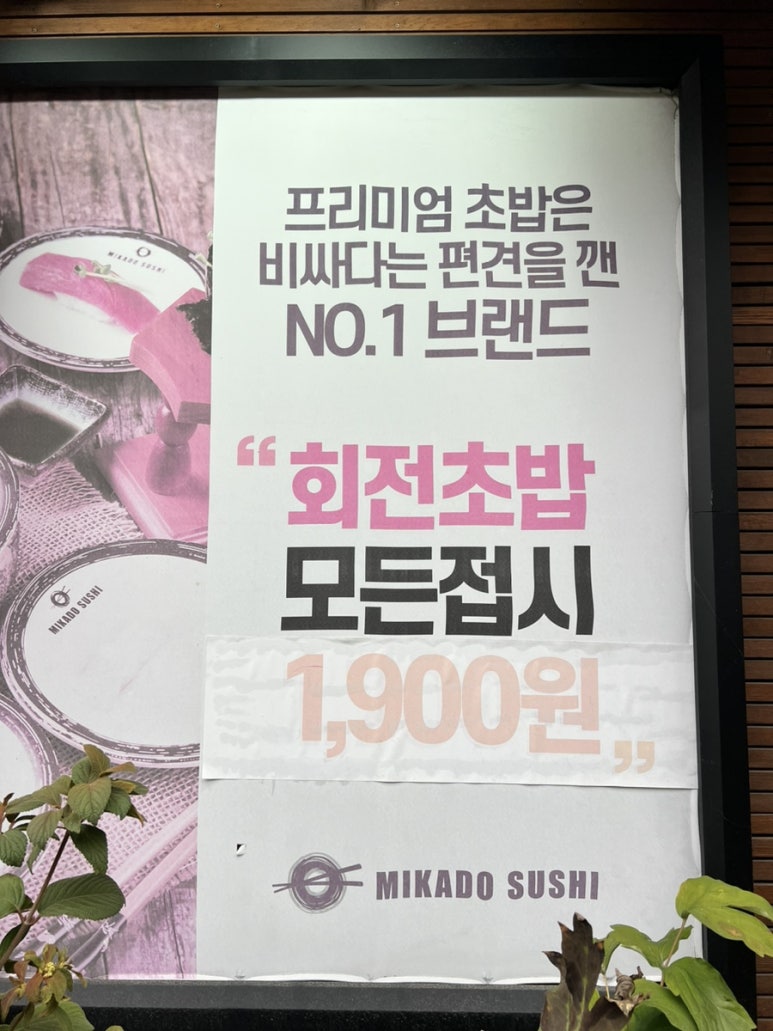 프리미엄 초밥은
비싸다는 편견을 깬
NO.1 브랜드
“회전초밥
모든접시
1,900원”
MIKADO SUSHI
MIKADO SUSHI
MIKADO SUSHI